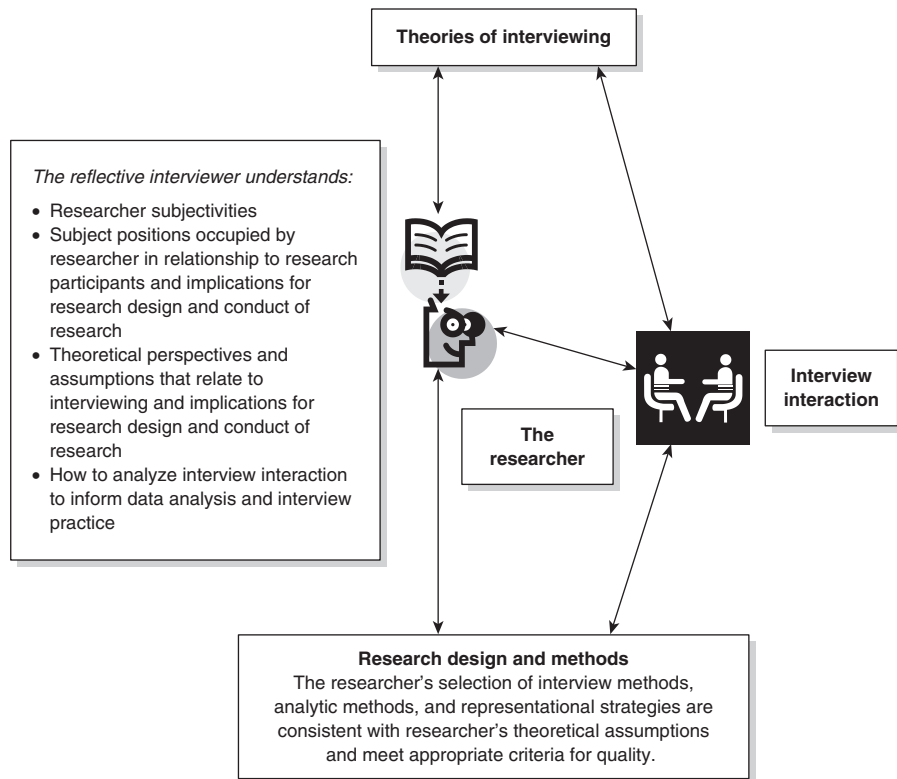 Theories of interviewing
The reflective interviewer understands:
• Researcher subjectivities
• Subject positions occupied by
researcher in relationship to research
participants and implications for
research design and conduct of
research
• Theoretical perspectives and
assumptions that relate to
interviewing and implications for
research design and conduct of
research
• How to analyze interview interaction
to inform data analysis and interview
practice
The
researcher
Interview
interaction
Research design and methods
The researcher's selection of interview methods,
analytic methods, and representational strategies are
consistent with researcher's theoretical assumptions
and meet appropriate criteria for quality.